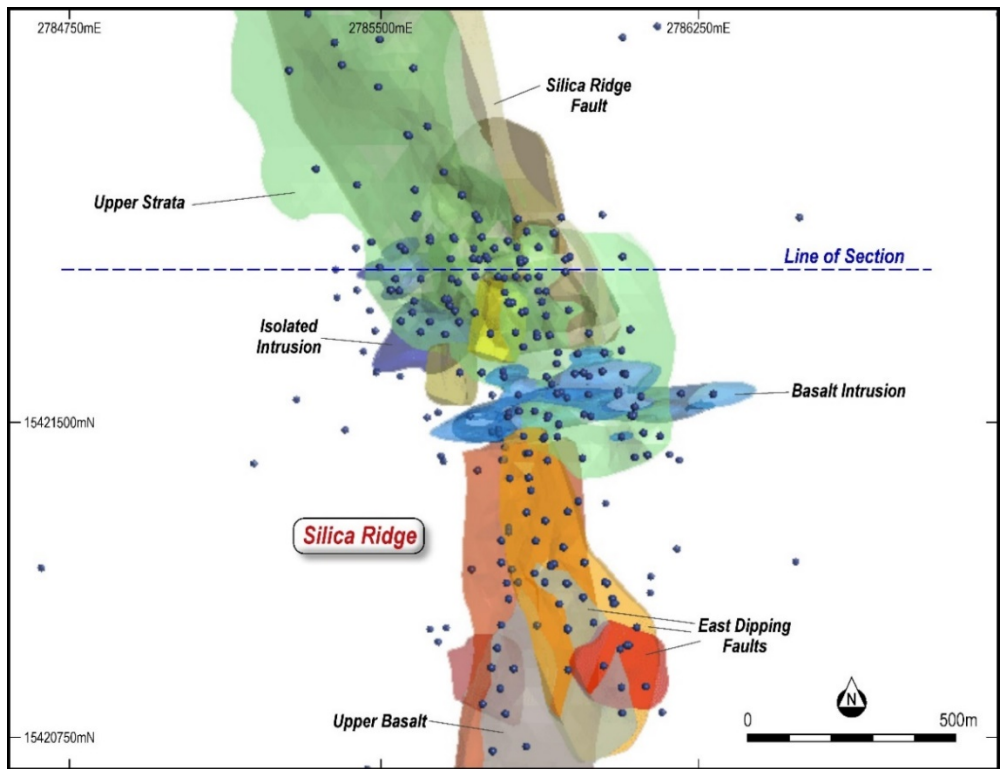 2784750mE
2785500mE
2786250mE
Silica Ridge
Fault
Upper Strata
Line of Section
Isolated
Intrusion
Basalt Intrusion
15421500mN
Silica Ridge
East Dipping
Faults
N
Upper Basalt
0
500m
15420750mN